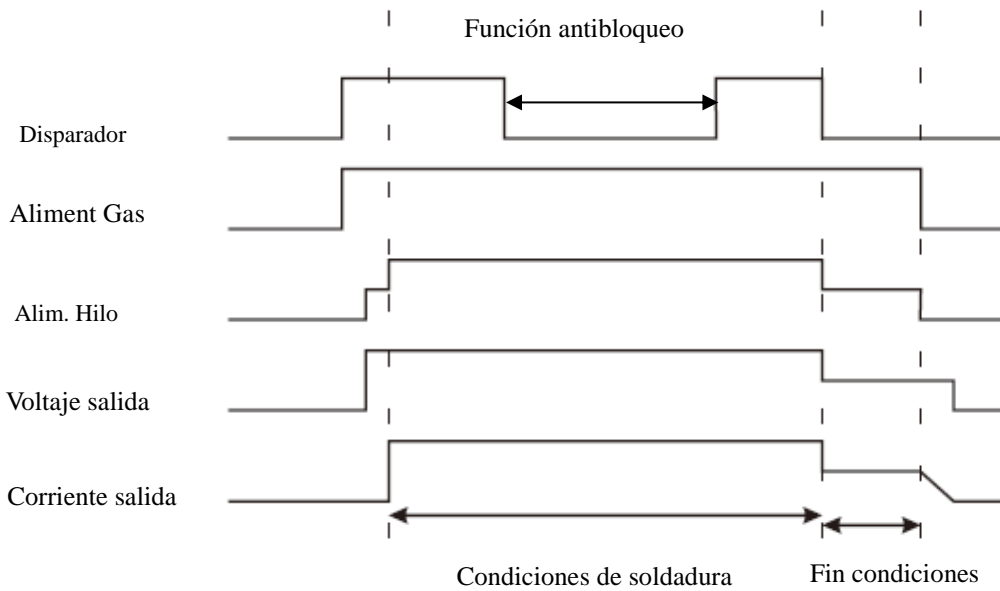 Función antibloqueo
Disparador
Aliment Gas
Alim. Hilo
Voltaje salida
Corriente salida
Condiciones de soldadura
Fin condiciones